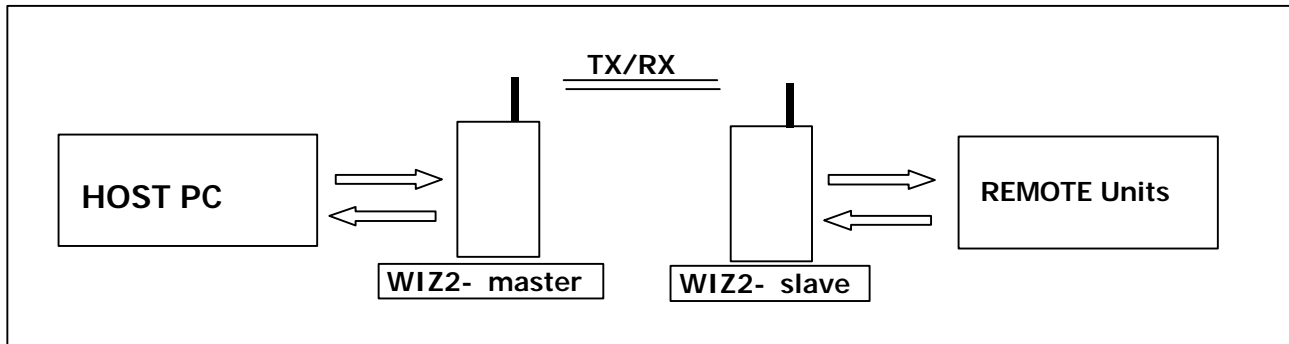 TX/RX
HOST PC
REMOTE Units
WIZ2- master
WIZ2- slave